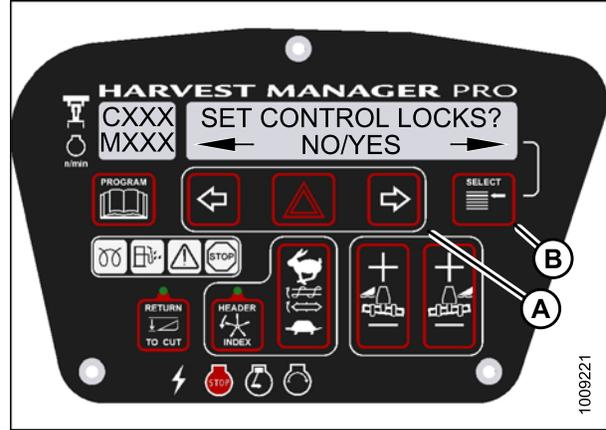 HARVEST MANAGER PRO
CXXX
MXXX
SET CONTROL LOCKS?
NO/YES
n/min
PROGRAM
SELECT
B
A
STOP
RETURN
TO CUT
HEADER
INDEX
STOP
1009221